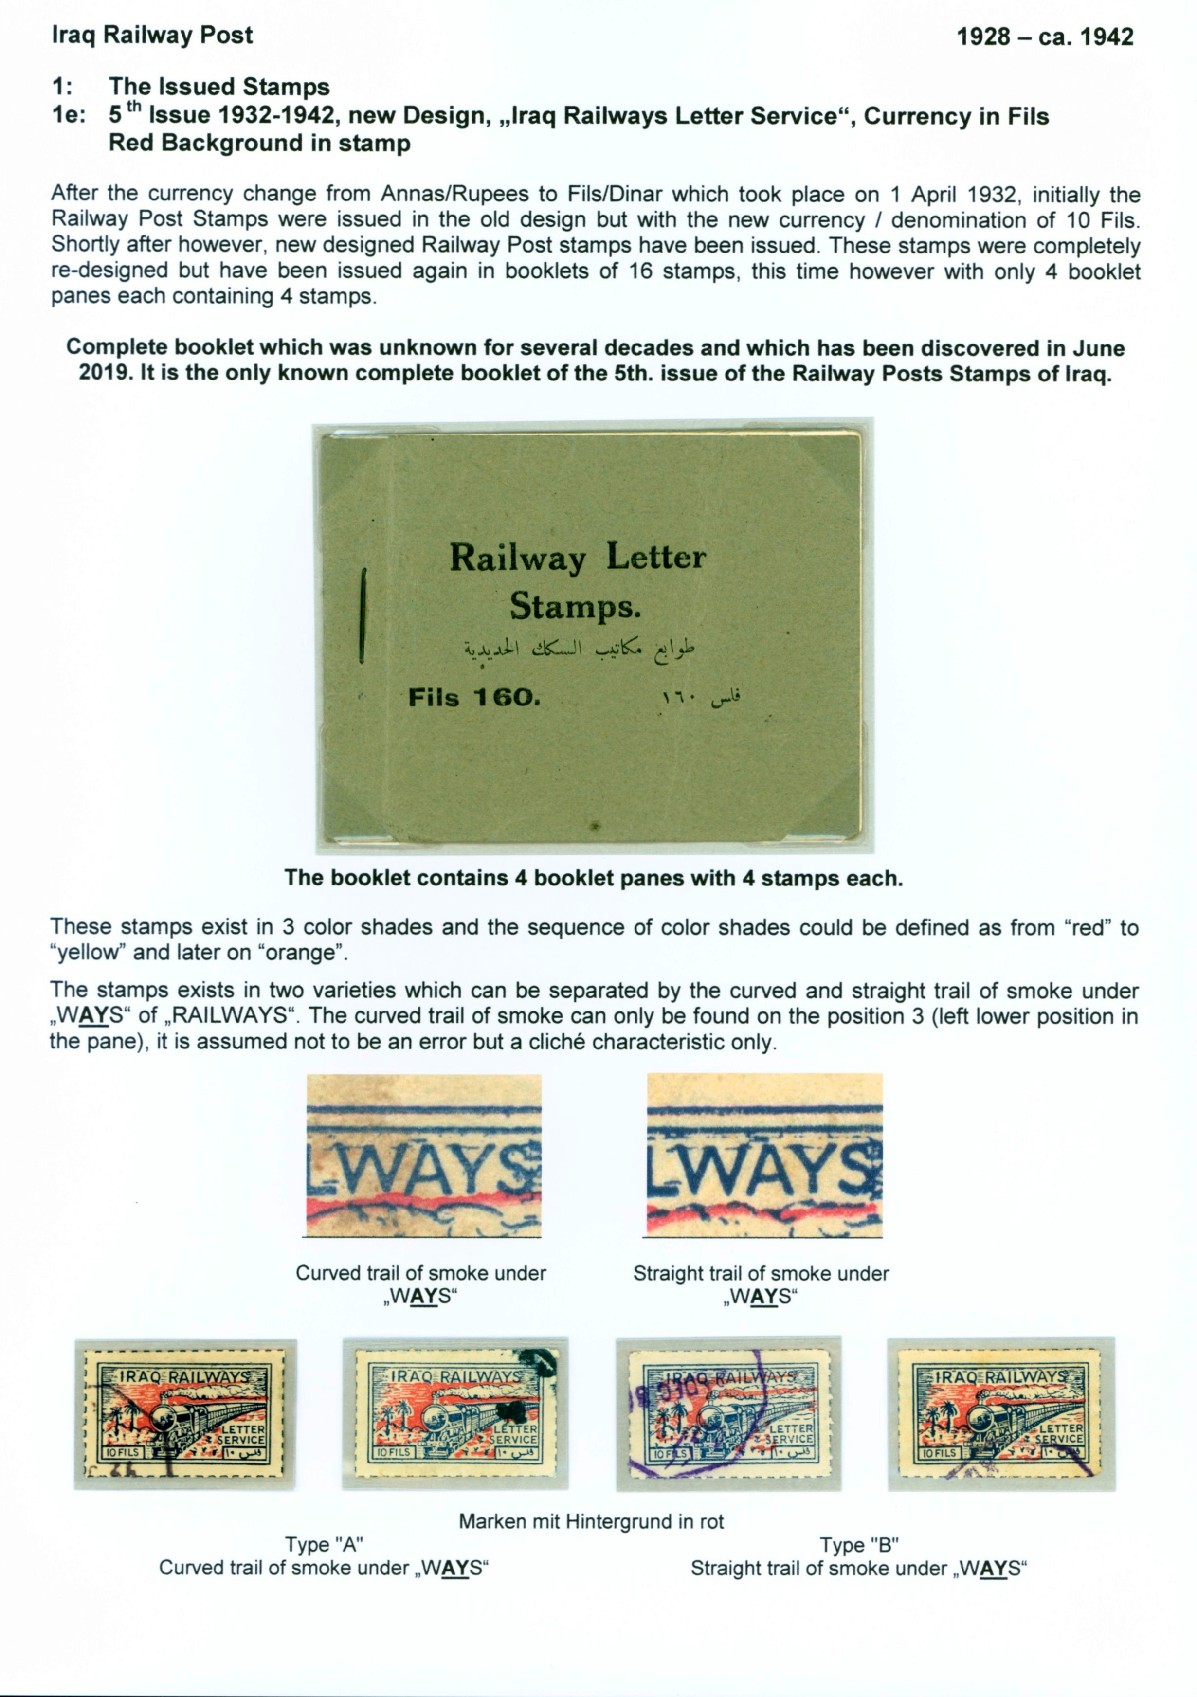 Iraq Railway Post 1928 – ca. 1942
1: The Issued Stamps
1e: 5th Issue 1932-1942, new Design, „Iraq Railways Letter Service“, Currency in Fils
Red Background in stamp
After the currency change from Annas/Rupees to Fils/Dinar which took place on 1 April 1932, initially the
Railway Post Stamps were issued in the old design but with the new currency / denomination of 10 Fils.
Shortly after however, new designed Railway Post stamps have been issued. These stamps were completely
re-designed but have been issued again in booklets of 16 stamps, this time however with only 4 booklet
panes each containing 4 stamps.
Complete booklet which was unknown for several decades and which has been discovered in June
2019. It is the only known complete booklet of the 5th. issue of the Railway Posts Stamps of Iraq.
Railway Letter
Stamps.
طوابع مكاتيب السكك الحديدية
Fils 160. فلس ١٦٠
The booklet contains 4 booklet panes with 4 stamps each.
These stamps exist in 3 color shades and the sequence of color shades could be defined as from “red” to
“yellow” and later on “orange”.
The stamps exists in two varieties which can be separated by the curved and straight trail of smoke under
„WAYS“ of „RAILWAYS“. The curved trail of smoke can only be found on the position 3 (left lower position in
the pane), it is assumed not to be an error but a cliché characteristic only.
LWAYS LWAYS
Curved trail of smoke under
„WAYS“
Straight trail of smoke under
„WAYS“
IRAQ RAILWAYS
LETTER
SERVICE
10 FILS
IRAQ RAILWAYS
LETTER
SERVICE
10 FILS فلس ١٠
IRAQ RAILWAYS
LETTER
SERVICE
10 FILS فلس ١٠
IRAQ RAILWAYS
LETTER
SERVICE
10 FILS فلس ١٠
Marken mit Hintergrund in rot
Type "A"
Curved trail of smoke under „WAYS“
Type "B"
Straight trail of smoke under „WAYS“